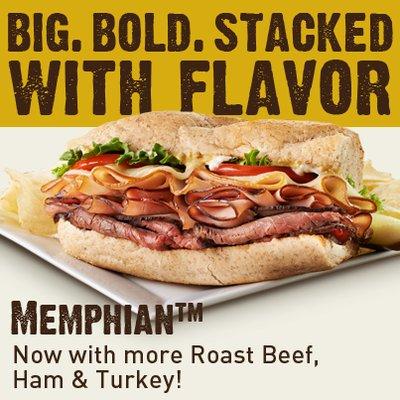 BIG. BOLD. STACKED
WITH FLAVOR
MEMPHIAN™
Now with more Roast Beef,
Ham & Turkey!